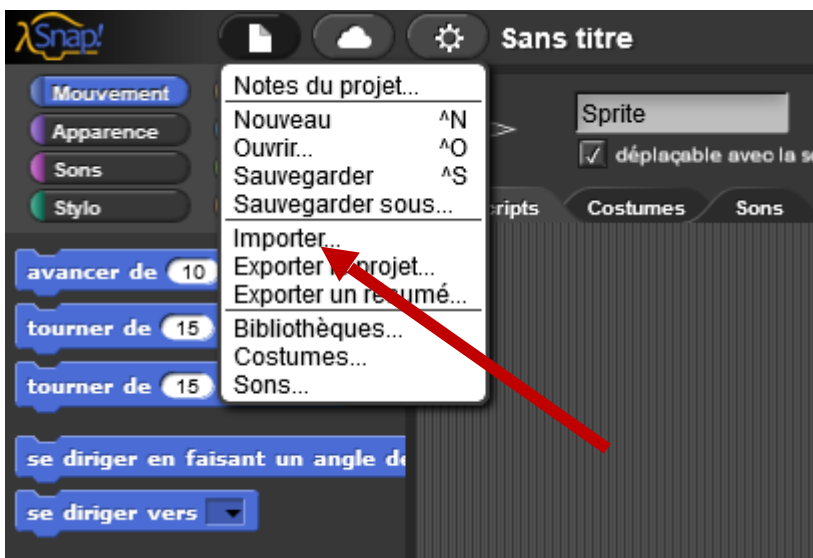 λSnap!
Sans titre
Mouvement
Apparence
Sons
Stylo
Notes du projet...
Nouveau ^N
Ouvrir... ^O
Sauvegarder ^S
Sauvegarder sous...
Importer...
Exporter projet...
Exporter un résumé...
Bibliothèques...
Costumes...
Sons...
Sprite
déplaçable avec la
Costumes
Sons
avancer de 10
tourner de 15
tourner de 15
se diriger en faisant un angle
se diriger vers